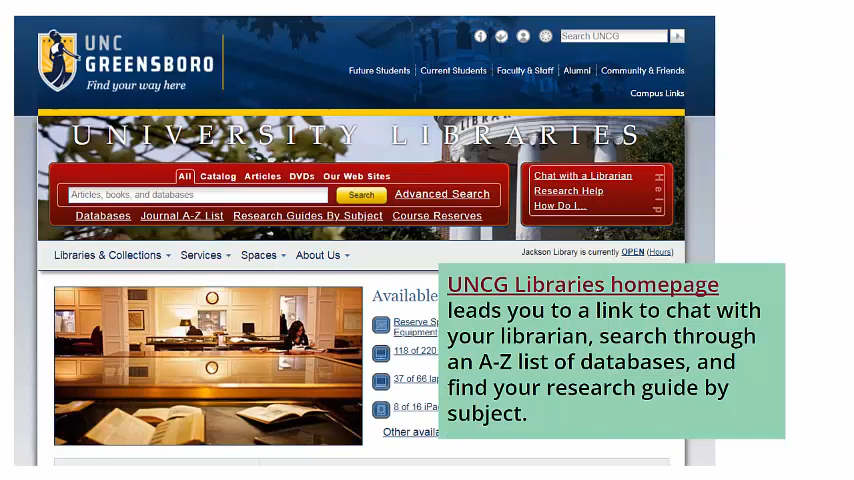 UNC
GREENSBORO
Find your way here
Search UNCG
Future Students Current Students Faculty & Staff Alumni Community & Friends
Campus Links
UNIVERSITY LIBRARIES
All Catalog Articles DVDs Our Web Sites
Articles, books, and databases Search Advanced Search
Databases Journal A-Z List Research Guides By Subject Course Reserves
Chat with a Librarian
Research Help
How Do I...
Help
Libraries & Collections Services Spaces About Us
Jackson Library is currently OPEN (Hours)
Available
Reserve
Equipment
118 of 220
37 of 66
8 of 16
Other
UNCG Libraries homepage
leads you to a link to chat with
your librarian, search through
an A-Z list of databases, and
find your research guide by
subject.